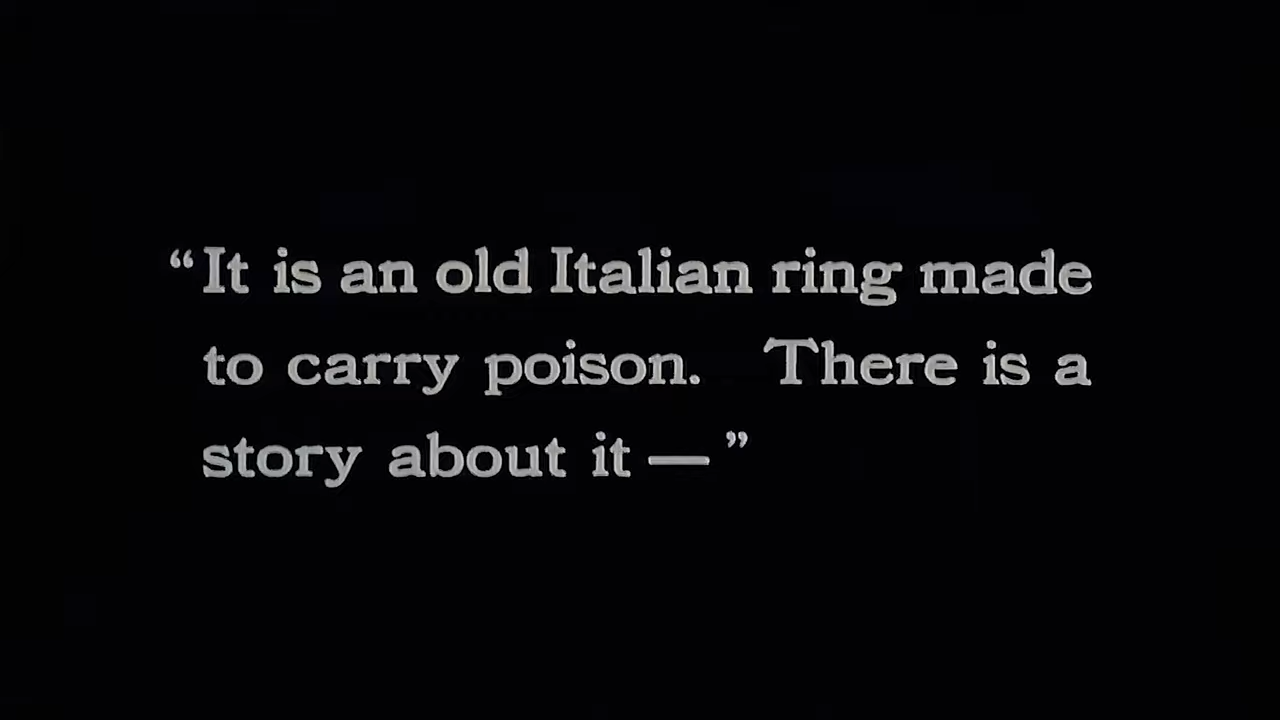 “It is an old Italian ring made
to carry poison. There is a
story about it — ”